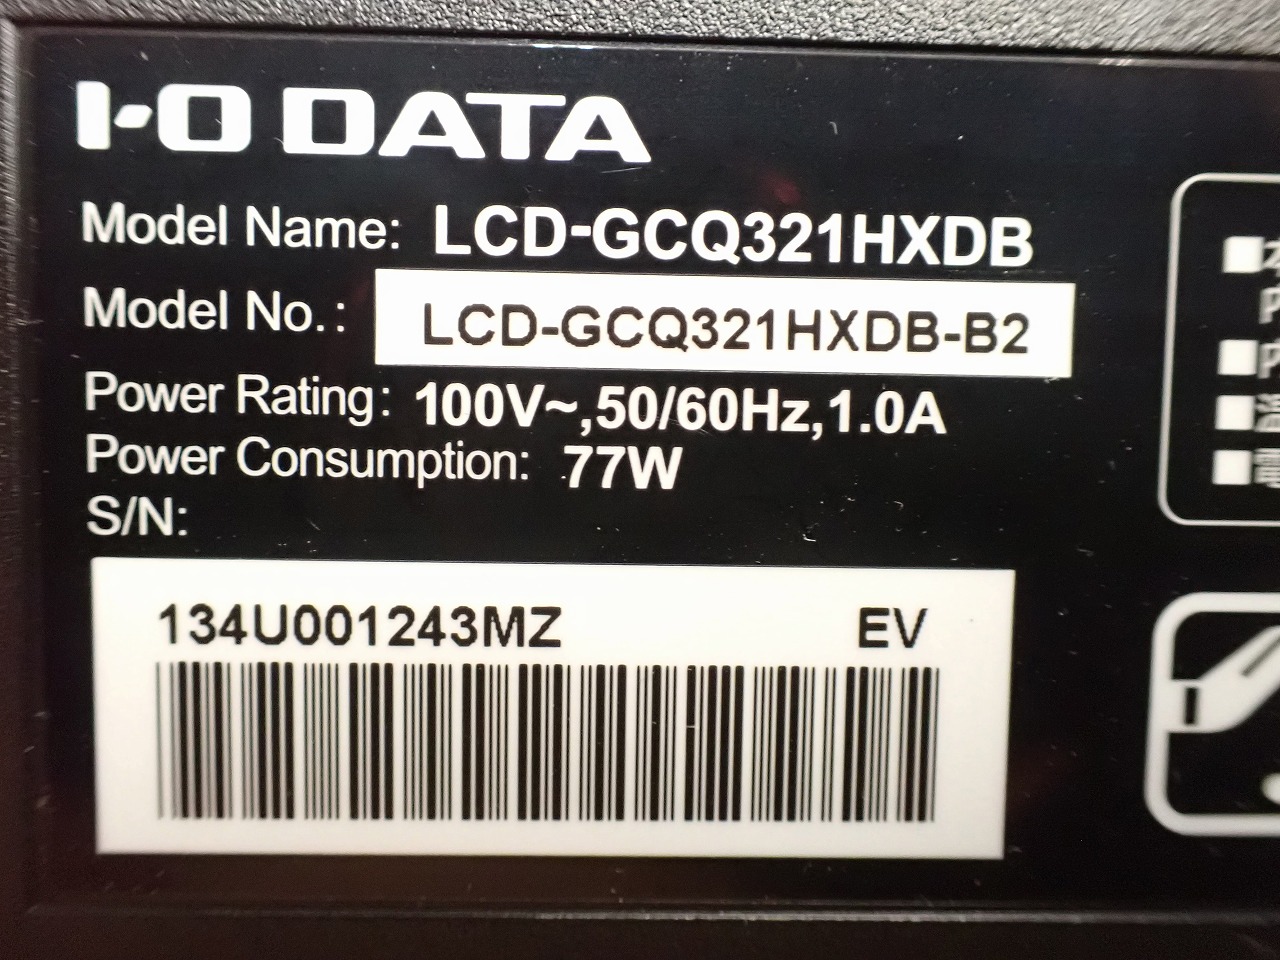 I-O DATA
Model Name: LCD-GCQ321HXDB
Model No.: LCD-GCQ321HXDB-B2
Power Rating: 100V~,50/60Hz,1.0A
Power Consumption: 77W
S/N:
134U001243MZ EV